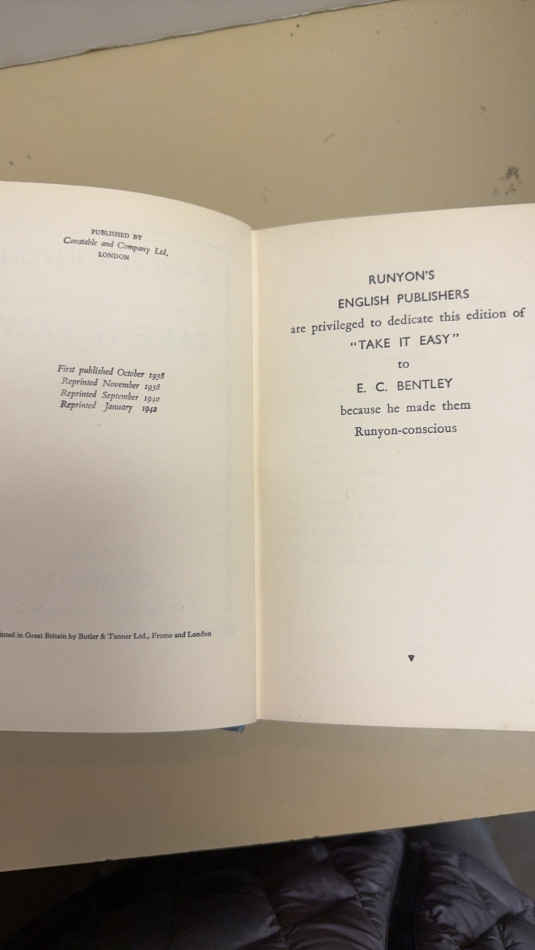 PUBLISHED BY
Constable and Company Ltd,
LONDON
First published October 1938
Reprinted November 1938
Reprinted September 1940
Reprinted January 1942
in Great Britain by Butler & Tanner Ltd., Frome and London
RUNYON'S
ENGLISH PUBLISHERS
are privileged to dedicate this edition of
"TAKE IT EASY"
to
E. C. BENTLEY
because he made them
Runyon-conscious